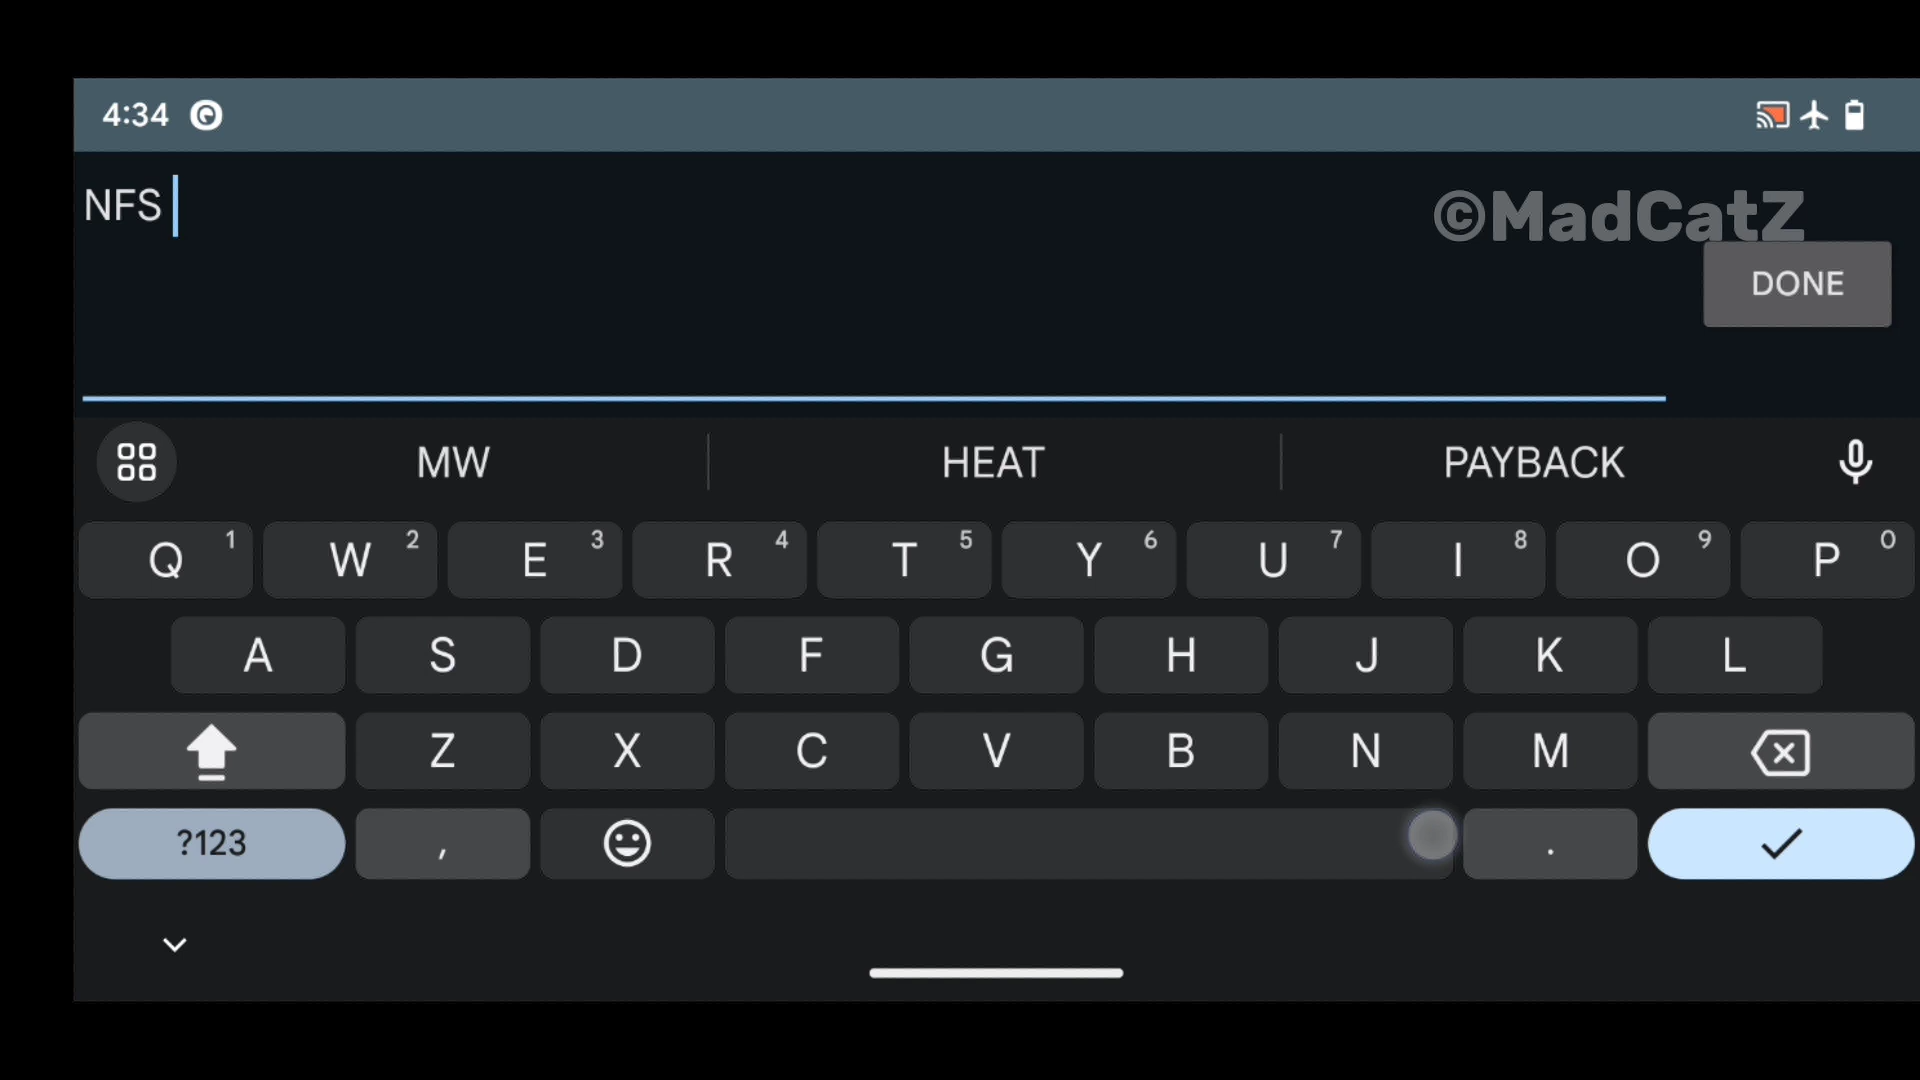 4:34
NFS
©MadCatZ
DONE
MW HEAT PAYBACK
Q 1 W 2 E 3 R 4 T 5 Y 6 U 7 I 8 O 9 P 0
A S D F G H J K L
Z X C V B N M
?123 , .